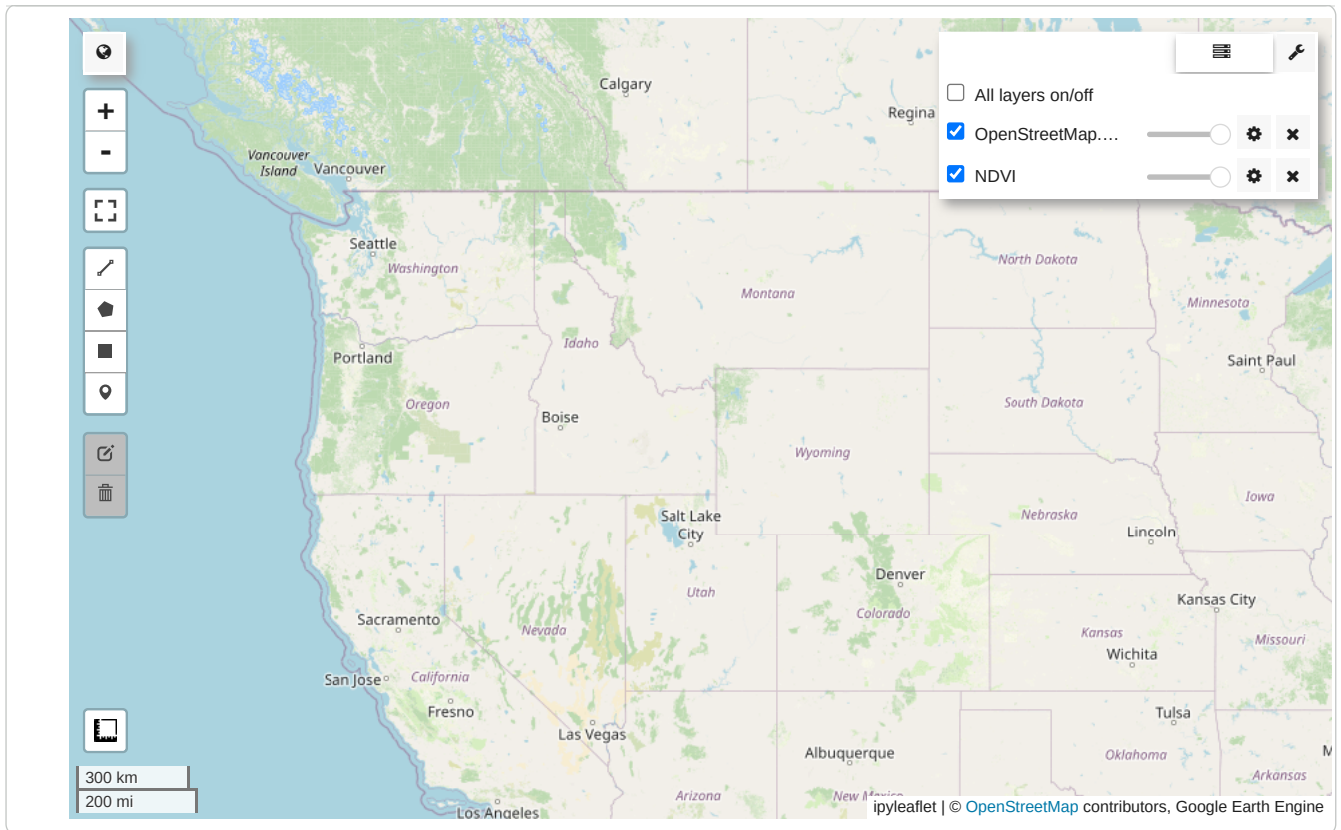 Calgary
Regina
All layers on/off
OpenStreetMap....
NDVI
+
-
Vancouver
Island
Vancouver
Seattle
Washington
North Dakota
Montana
Minnesota
Idaho
Portland
Saint Paul
Oregon
South Dakota
Boise
Wyoming
Iowa
Salt Lake
City
Nebraska
Lincoln
Denver
Utah
Kansas City
Colorado
Sacramento
Nevada
Kansas
Missouri
Wichita
San Jose
California
Fresno
Tulsa
Las Vegas
Albuquerque
Oklahoma
M
300 km
Arkansas
200 mi
Arizona
New Mexico
Los Angeles
ipyleaflet | © OpenStreetMap contributors, Google Earth Engine